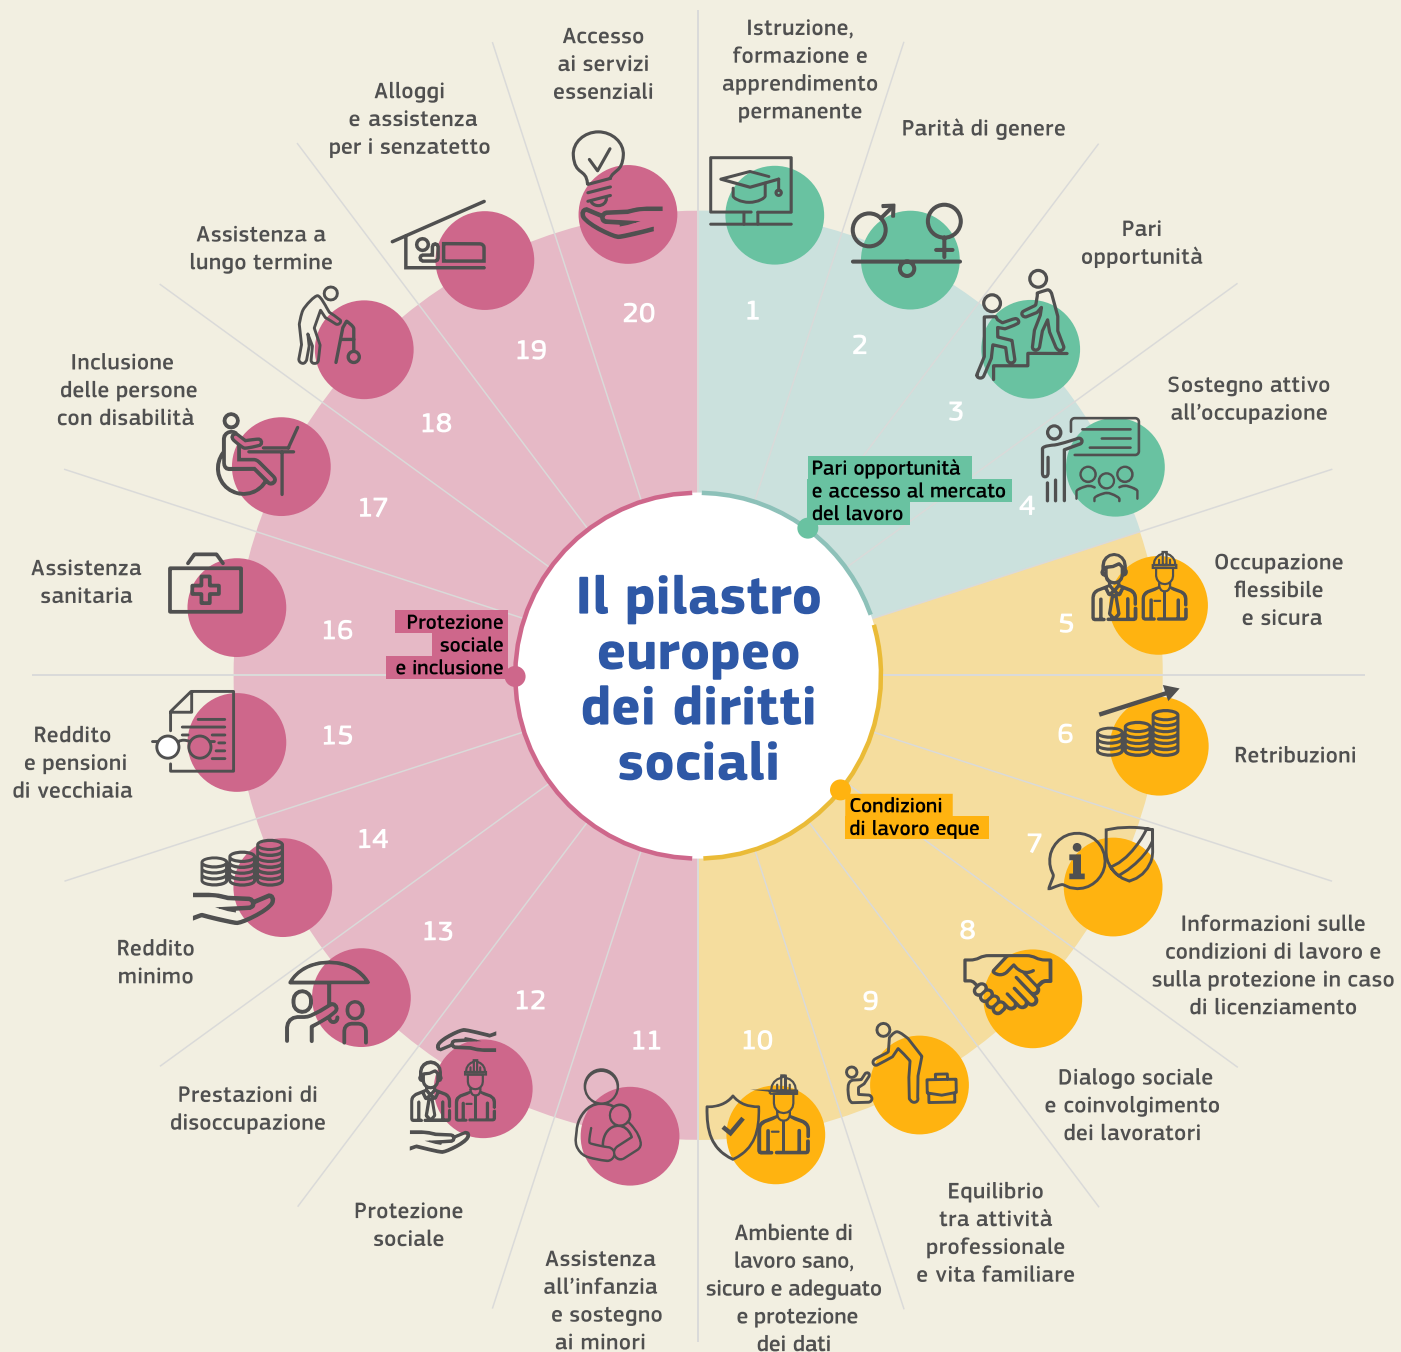 Il pilastro
europeo
dei diritti
sociali
Pari opportunità
e accesso al mercato
del lavoro
1
Istruzione,
formazione e
apprendimento
permanente
2
Parità di genere
3
Pari
opportunità
4
Sostegno attivo
all'occupazione
Condizioni
di lavoro eque
5
Occupazione
flessibile
e sicura
6
Retribuzioni
7
i
Informazioni sulle
condizioni di lavoro e
sulla protezione in caso
di licenziamento
8
Dialogo sociale
e coinvolgimento
dei lavoratori
9
Equilibrio
tra attività
professionale
e vita familiare
10
Ambiente di
lavoro sano,
sicuro e adeguato
e protezione
dei dati
Protezione
sociale
e inclusione
11
Assistenza
all'infanzia
e sostegno
ai minori
12
Protezione
sociale
13
Prestazioni di
disoccupazione
14
Reddito
minimo
15
Reddito
e pensioni
di vecchiaia
16
Assistenza
sanitaria
17
Inclusione
delle persone
con disabilità
18
Assistenza a
lungo termine
19
Alloggi
e assistenza
per i senzatetto
20
Accesso
ai servizi
essenziali